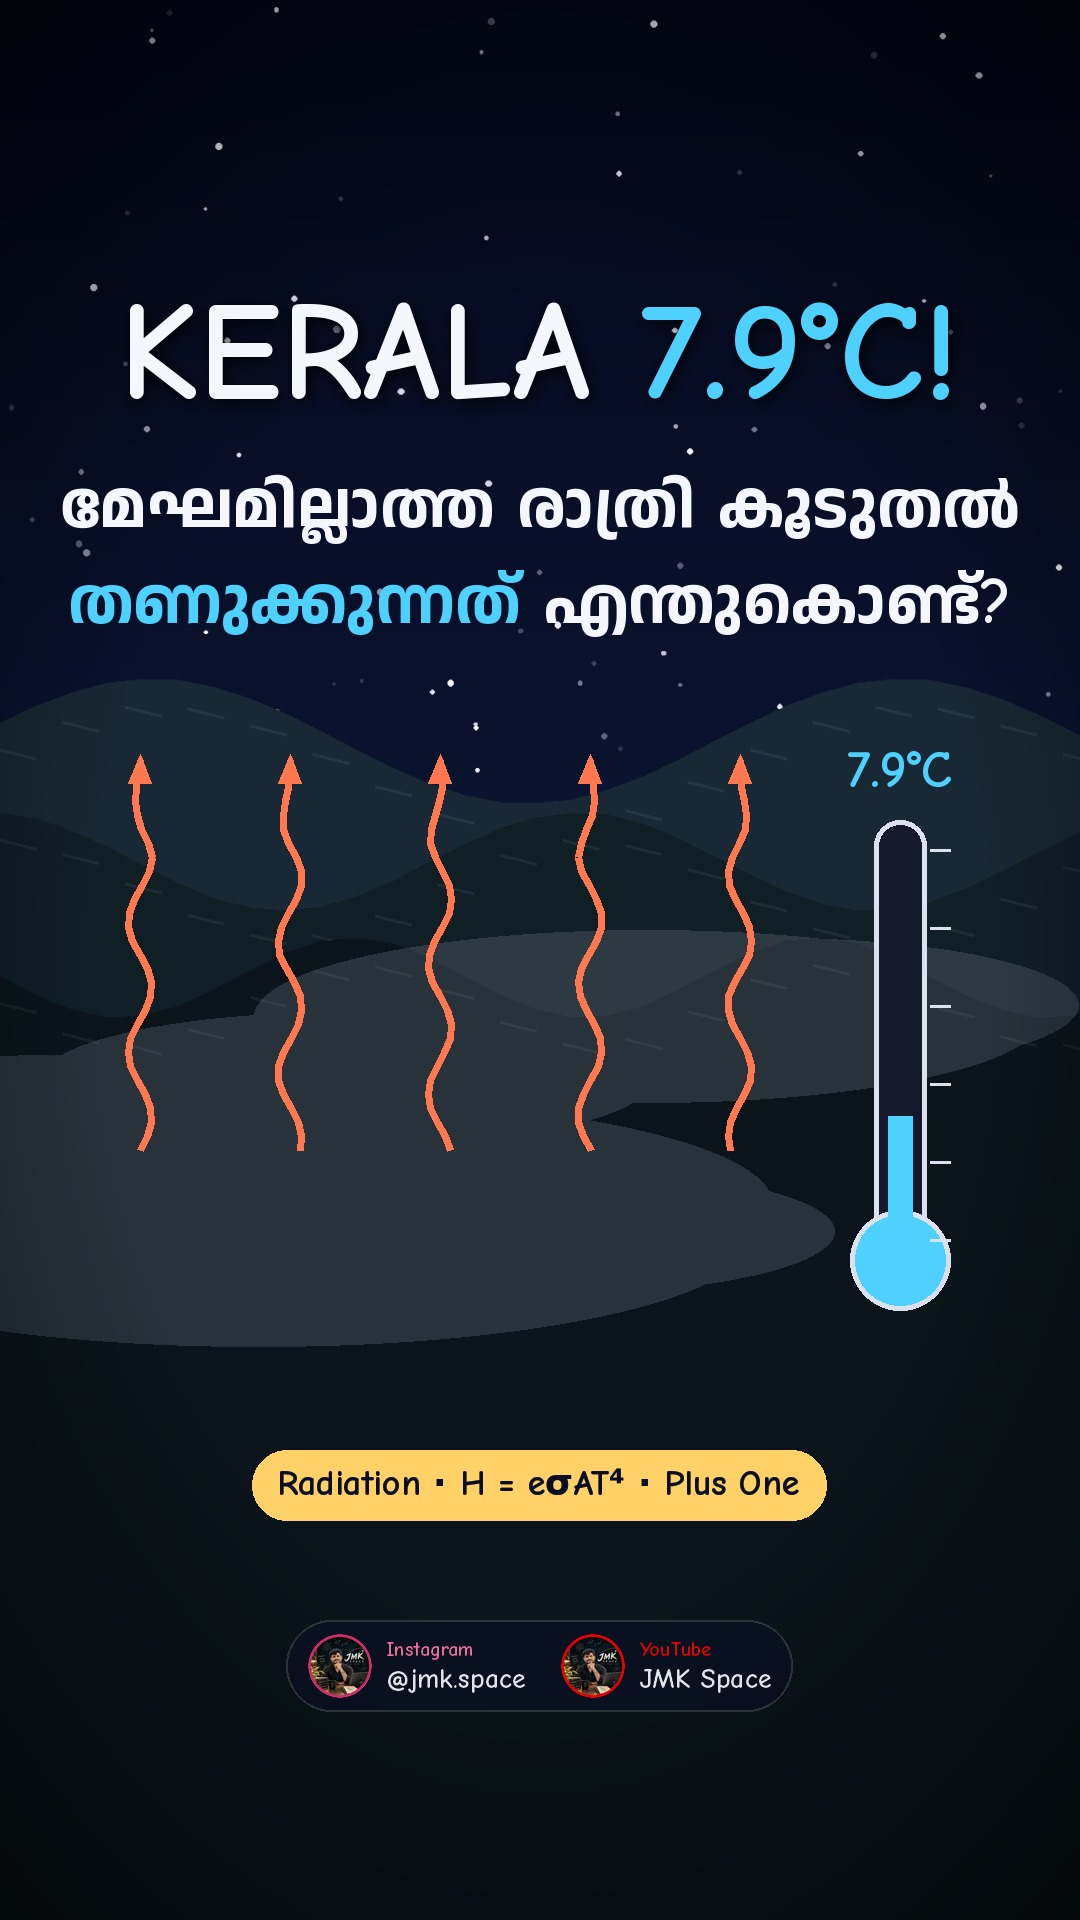 KERALA 7.9°C!
മേഘമില്ലാത്ത രാത്രി കൂടുതൽ
തണുക്കുന്നത് എന്തുകൊണ്ട്?
7.9°C
Radiation · H = eσAT⁴ · Plus One
Instagram
@jmk.space
YouTube
JMK Space